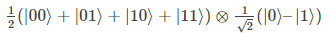 ½(|00⟩ + |01⟩ + |10⟩ + |11⟩) ⊗ 1/√2(|0⟩–|1⟩)